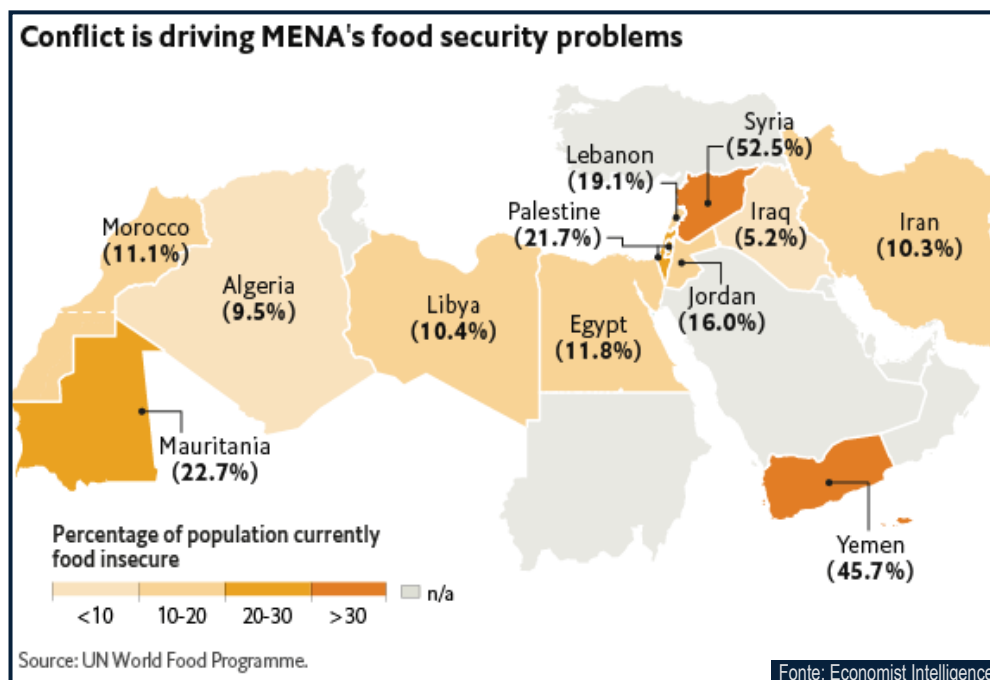 Conflict is driving MENA's food security problems
Syria
(52.5%)
Lebanon
(19.1%)
Palestine
(21.7%)
Iraq
(5.2%)
Iran
(10.3%)
Morocco
(11.1%)
Algeria
(9.5%)
Libya
(10.4%)
Egypt
(11.8%)
Jordan
(16.0%)
Mauritania
(22.7%)
Yemen
(45.7%)
Percentage of population currently
food insecure
n/a
<10 10-20 20-30 >30
Source: UN World Food Programme.
Fonte: Economist Intelligence